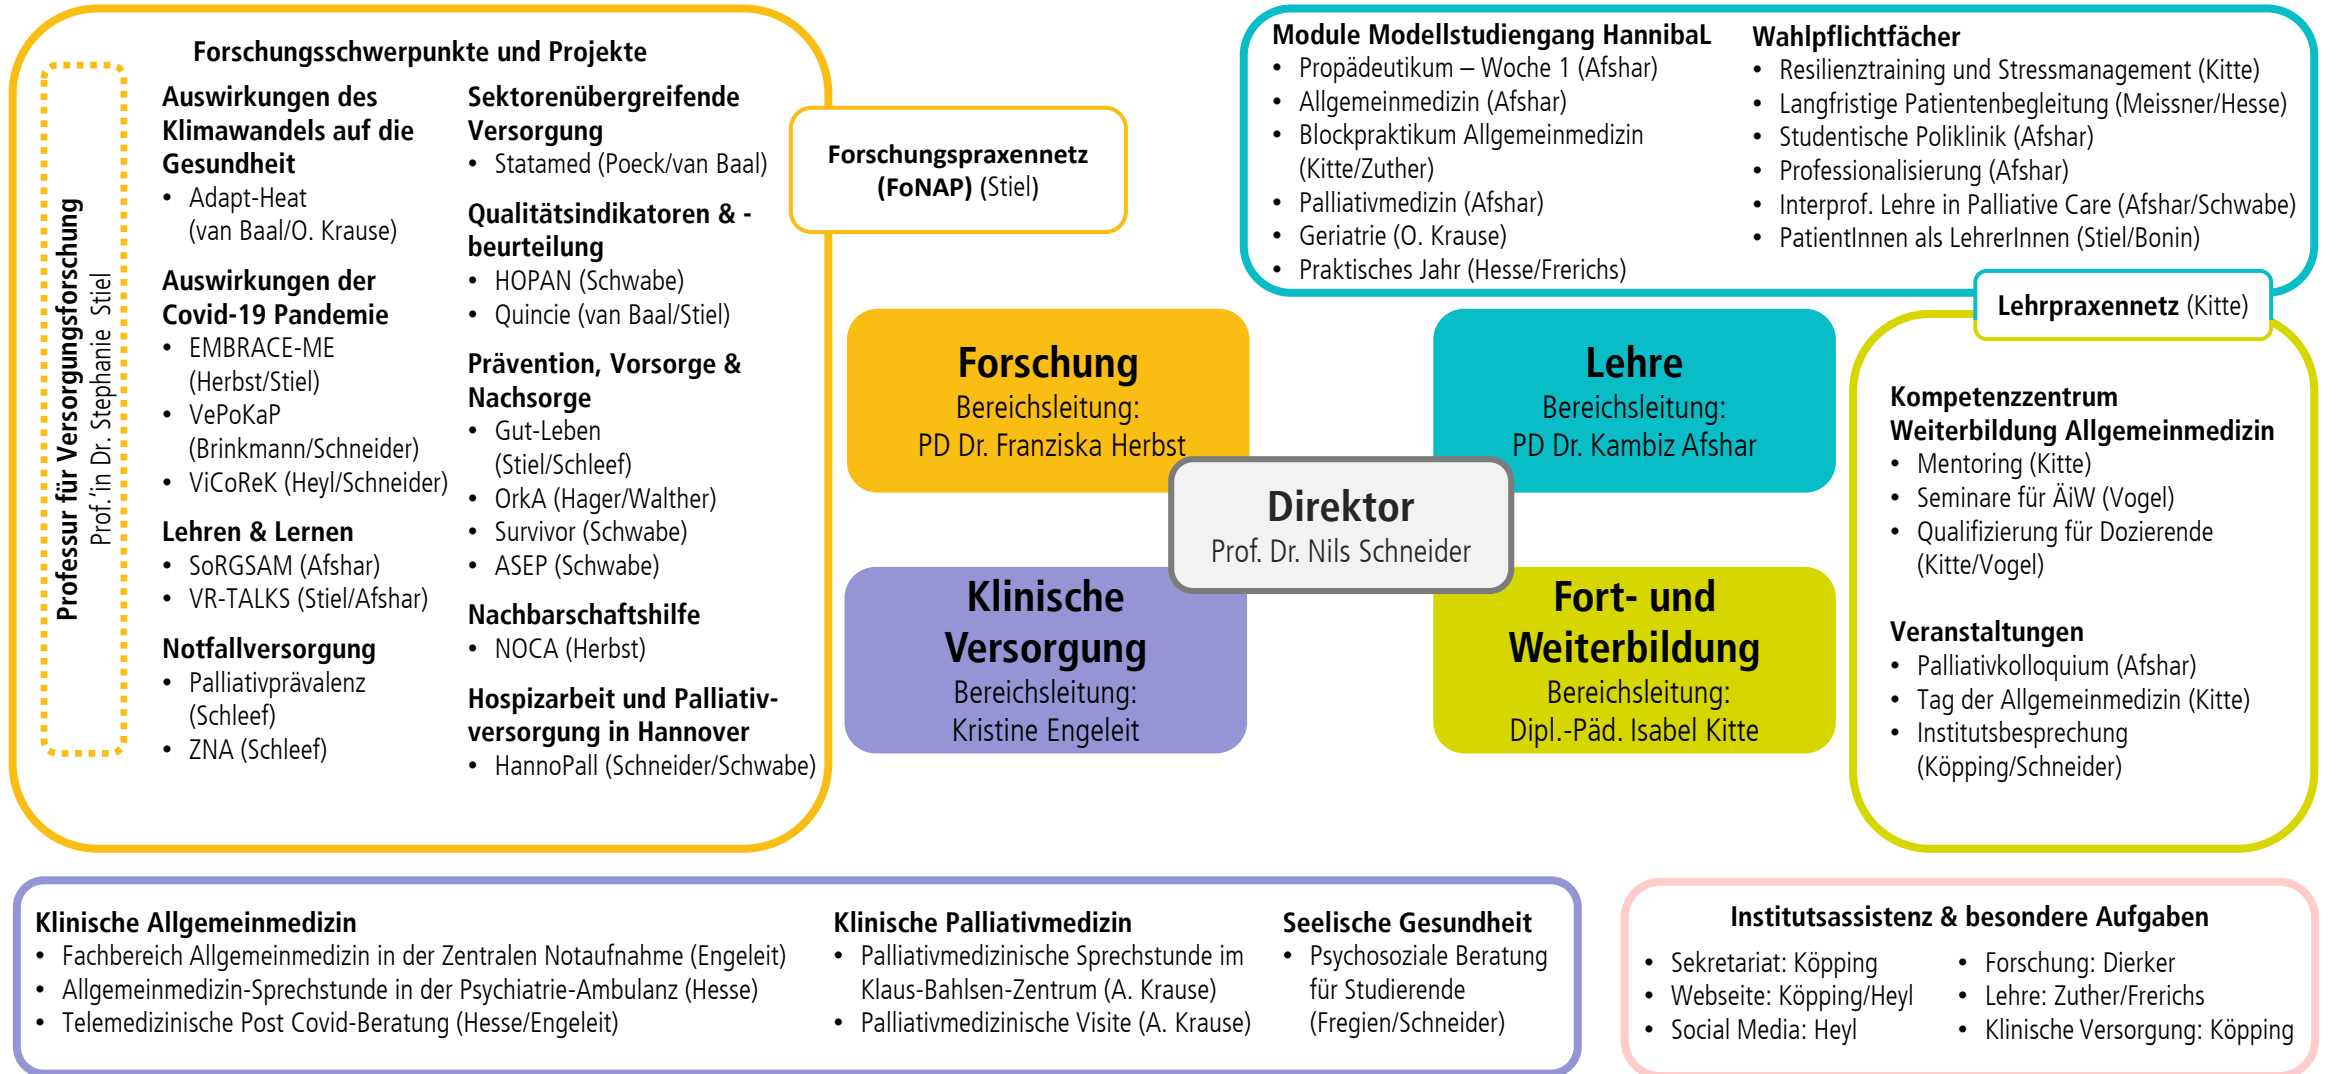 Forschungsschwerpunkte und Projekte
Professur für Versorgungsforschung
Prof.´in Dr. Stephanie Stiel
Auswirkungen des
Klimawandels auf die
Gesundheit
• Adapt-Heat
(van Baal/O. Krause)
Auswirkungen der
Covid-19 Pandemie
• EMBRACE-ME
(Herbst/Stiel)
• VePoKaP
(Brinkmann/Schneider)
• ViCoReK (Heyl/Schneider)
Lehren & Lernen
• SoRGSAM (Afshar)
• VR-TALKS (Stiel/Afshar)
Notfallversorgung
• Palliativprävalenz
(Schleef)
• ZNA (Schleef)
Sektorenübergreifende
Versorgung
• Statamed (Poeck/van Baal)
Qualitätsindikatoren & -
beurteilung
• HOPAN (Schwabe)
• Quincie (van Baal/Stiel)
Prävention, Vorsorge &
Nachsorge
• Gut-Leben
(Stiel/Schleef)
• OrkA (Hager/Walther)
• Survivor (Schwabe)
• ASEP (Schwabe)
Nachbarschaftshilfe
• NOCA (Herbst)
Hospizarbeit und Palliativ-
versorgung in Hannover
• HannoPall (Schneider/Schwabe)
Forschungspraxennetz
(FoNAP) (Stiel)
Module Modellstudiengang HannibaL
• Propädeutikum – Woche 1 (Afshar)
• Allgemeinmedizin (Afshar)
• Blockpraktikum Allgemeinmedizin
(Kitte/Zuther)
• Palliativmedizin (Afshar)
• Geriatrie (O. Krause)
• Praktisches Jahr (Hesse/Frerichs)
Wahlpflichtfächer
• Resilienztraining und Stressmanagement (Kitte)
• Langfristige Patientenbegleitung (Meissner/Hesse)
• Studentische Poliklinik (Afshar)
• Professionalisierung (Afshar)
• Interprof. Lehre in Palliative Care (Afshar/Schwabe)
• PatientInnen als LehrerInnen (Stiel/Bonin)
Lehrpraxennetz (Kitte)
Forschung
Bereichsleitung:
PD Dr. Franziska Herbst
Lehre
Bereichsleitung:
PD Dr. Kambiz Afshar
Direktor
Prof. Dr. Nils Schneider
Klinische
Versorgung
Bereichsleitung:
Kristine Engeleit
Fort- und
Weiterbildung
Bereichsleitung:
Dipl.-Päd. Isabel Kitte
Kompetenzzentrum
Weiterbildung Allgemeinmedizin
• Mentoring (Kitte)
• Seminare für ÄiW (Vogel)
• Qualifizierung für Dozierende
(Kitte/Vogel)
Veranstaltungen
• Palliativkolloquium (Afshar)
• Tag der Allgemeinmedizin (Kitte)
• Institutsbesprechung
(Köpping/Schneider)
Klinische Allgemeinmedizin
• Fachbereich Allgemeinmedizin in der Zentralen Notaufnahme (Engeleit)
• Allgemeinmedizin-Sprechstunde in der Psychiatrie-Ambulanz (Hesse)
• Telemedizinische Post Covid-Beratung (Hesse/Engeleit)
Klinische Palliativmedizin
• Palliativmedizinische Sprechstunde im
Klaus-Bahlsen-Zentrum (A. Krause)
• Palliativmedizinische Visite (A. Krause)
Seelische Gesundheit
• Psychosoziale Beratung
für Studierende
(Fregien/Schneider)
Institutsassistenz & besondere Aufgaben
• Sekretariat: Köpping
• Webseite: Köpping/Heyl
• Social Media: Heyl
• Forschung: Dierker
• Lehre: Zuther/Frerichs
• Klinische Versorgung: Köpping